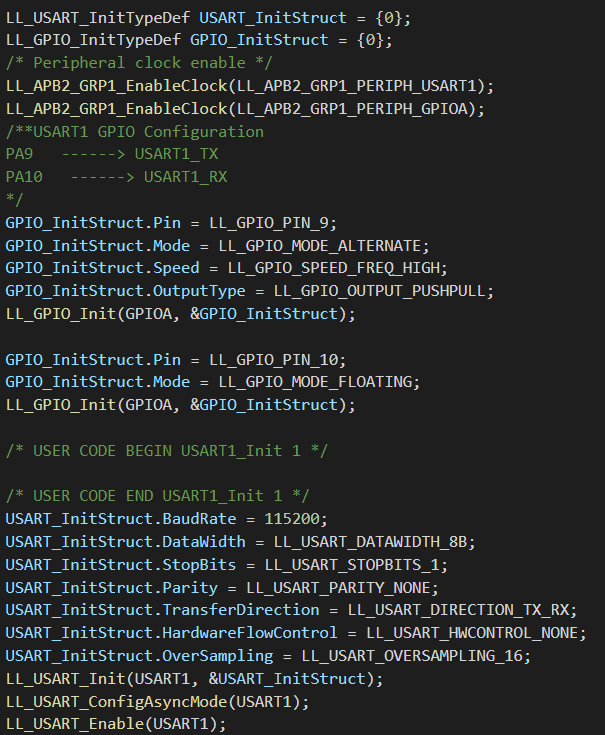 LL_USART_InitTypeDef USART_InitStruct = {0};
LL_GPIO_InitTypeDef GPIO_InitStruct = {0};
/* Peripheral clock enable */
LL_APB2_GRP1_EnableClock(LL_APB2_GRP1_PERIPH_USART1);
LL_APB2_GRP1_EnableClock(LL_APB2_GRP1_PERIPH_GPIOA);
/**USART1 GPIO Configuration
PA9   ------> USART1_TX
PA10   ------> USART1_RX
*/
GPIO_InitStruct.Pin = LL_GPIO_PIN_9;
GPIO_InitStruct.Mode = LL_GPIO_MODE_ALTERNATE;
GPIO_InitStruct.Speed = LL_GPIO_SPEED_FREQ_HIGH;
GPIO_InitStruct.OutputType = LL_GPIO_OUTPUT_PUSHPULL;
LL_GPIO_Init(GPIOA, &GPIO_InitStruct);

GPIO_InitStruct.Pin = LL_GPIO_PIN_10;
GPIO_InitStruct.Mode = LL_GPIO_MODE_FLOATING;
LL_GPIO_Init(GPIOA, &GPIO_InitStruct);

/* USER CODE BEGIN USART1_Init 1 */

/* USER CODE END USART1_Init 1 */
USART_InitStruct.BaudRate = 115200;
USART_InitStruct.DataWidth = LL_USART_DATAWIDTH_8B;
USART_InitStruct.StopBits = LL_USART_STOPBITS_1;
USART_InitStruct.Parity = LL_USART_PARITY_NONE;
USART_InitStruct.TransferDirection = LL_USART_DIRECTION_TX_RX;
USART_InitStruct.HardwareFlowControl = LL_USART_HWCONTROL_NONE;
USART_InitStruct.OverSampling = LL_USART_OVERSAMPLING_16;
LL_USART_Init(USART1, &USART_InitStruct);
LL_USART_ConfigAsyncMode(USART1);
LL_USART_Enable(USART1);